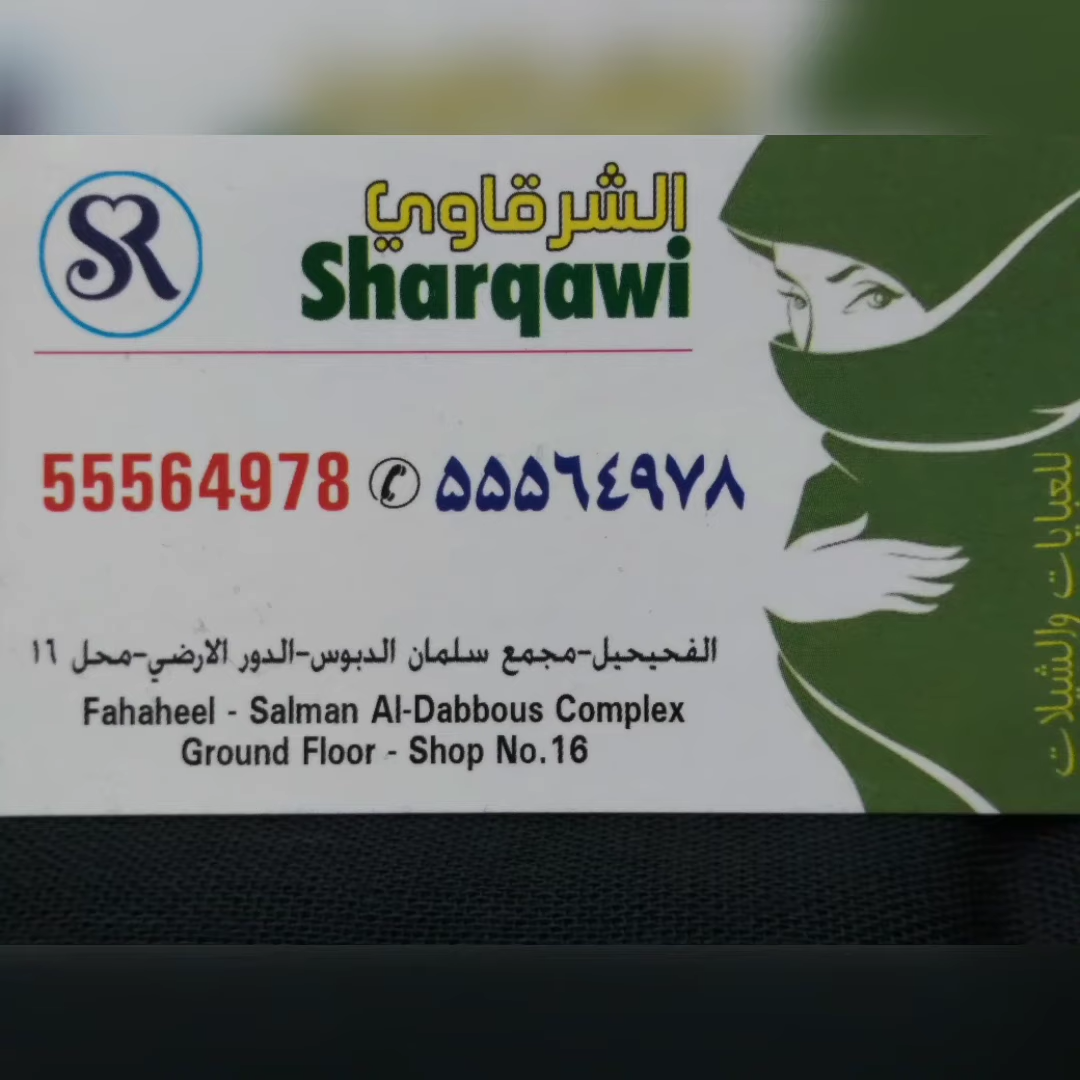 SR
الشرقاوي
Sharqawi
55564978 ٥٥٥٦٤٩٧٨
الفحيحيل-مجمع سلمان الدبوس-الدور الارضي-محل ١٦
Fahaheel - Salman Al-Dabbous Complex
Ground Floor - Shop No.16
للعبايات والشيلات